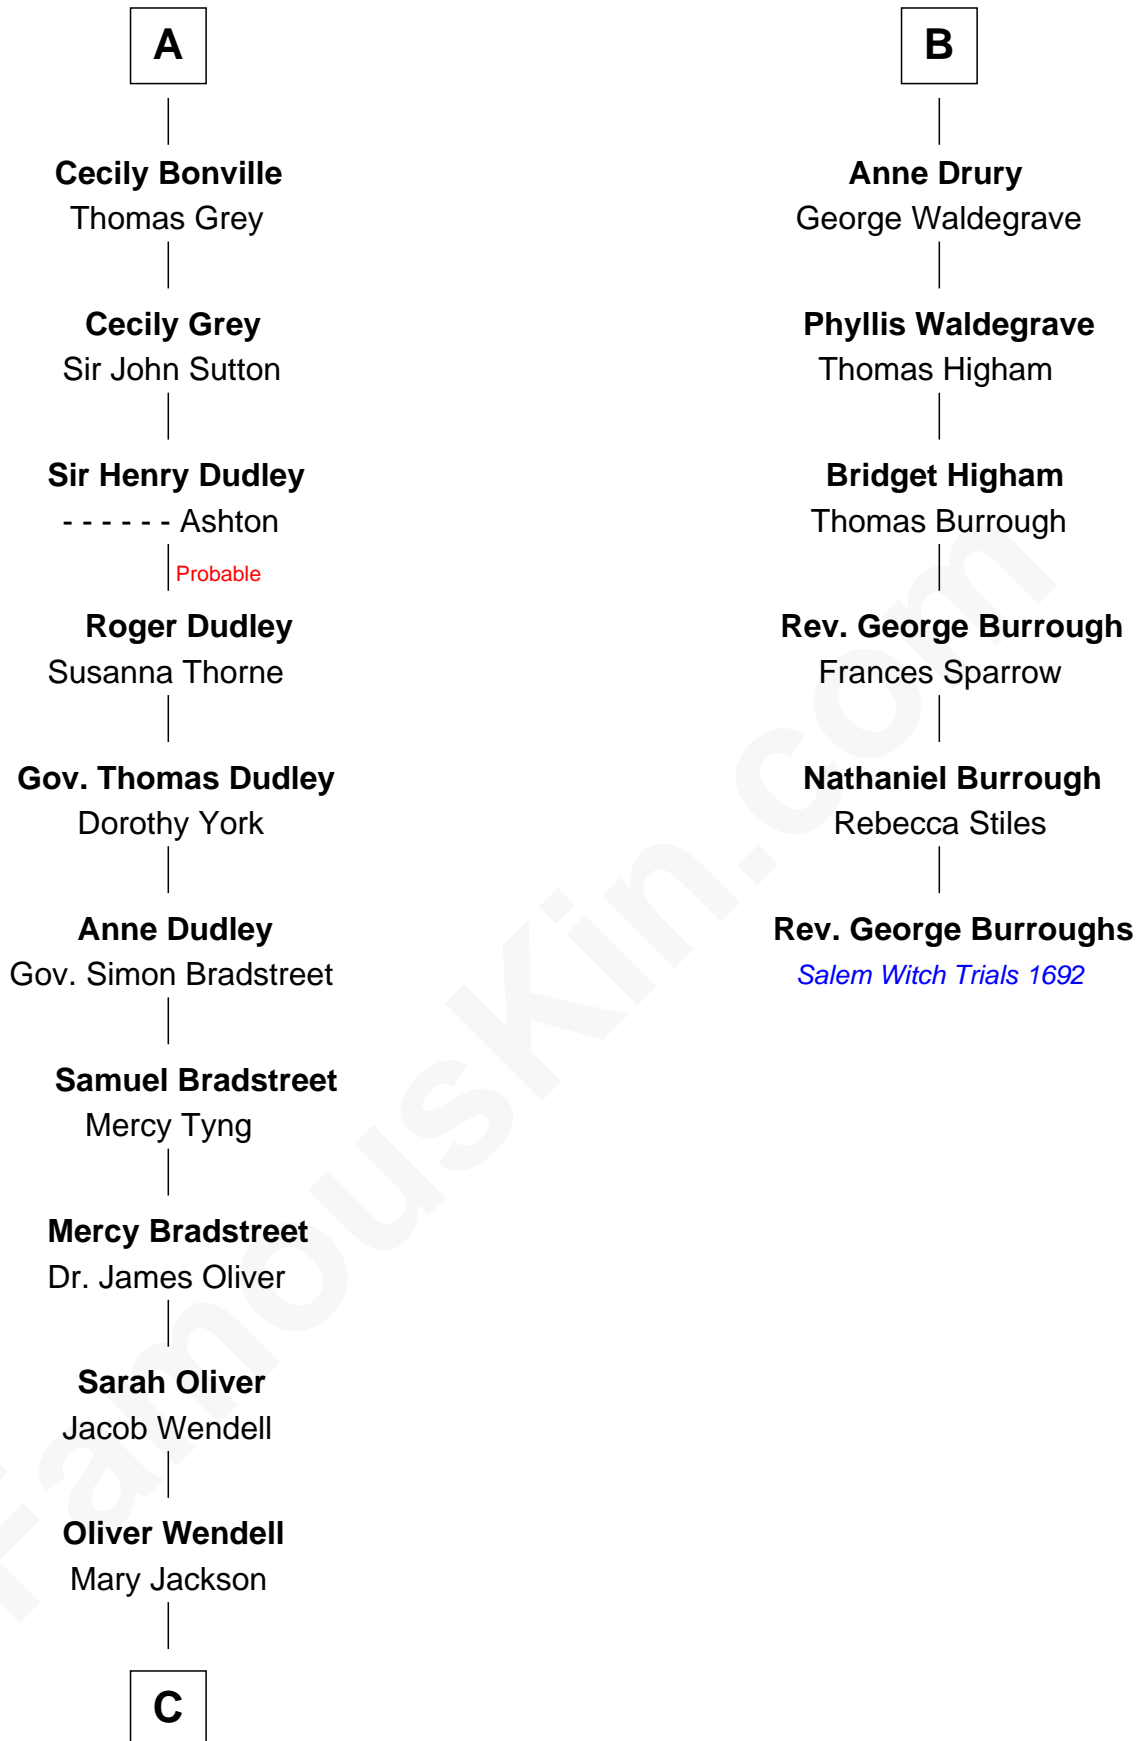 A
Cecily Bonville
Thomas Grey
Cecily Grey
Sir John Sutton
Sir Henry Dudley
- - - - - - Ashton
Probable
Roger Dudley
Susanna Thorne
Gov. Thomas Dudley
Dorothy York
Anne Dudley
Gov. Simon Bradstreet
Samuel Bradstreet
Mercy Tyng
Mercy Bradstreet
Dr. James Oliver
Sarah Oliver
Jacob Wendell
Oliver Wendell
Mary Jackson
C
B
Anne Drury
George Waldegrave
Phyllis Waldegrave
Thomas Higham
Bridget Higham
Thomas Burrough
Rev. George Burrough
Frances Sparrow
Nathaniel Burrough
Rebecca Stiles
Rev. George Burroughs
Salem Witch Trials 1692
FamousKin.com